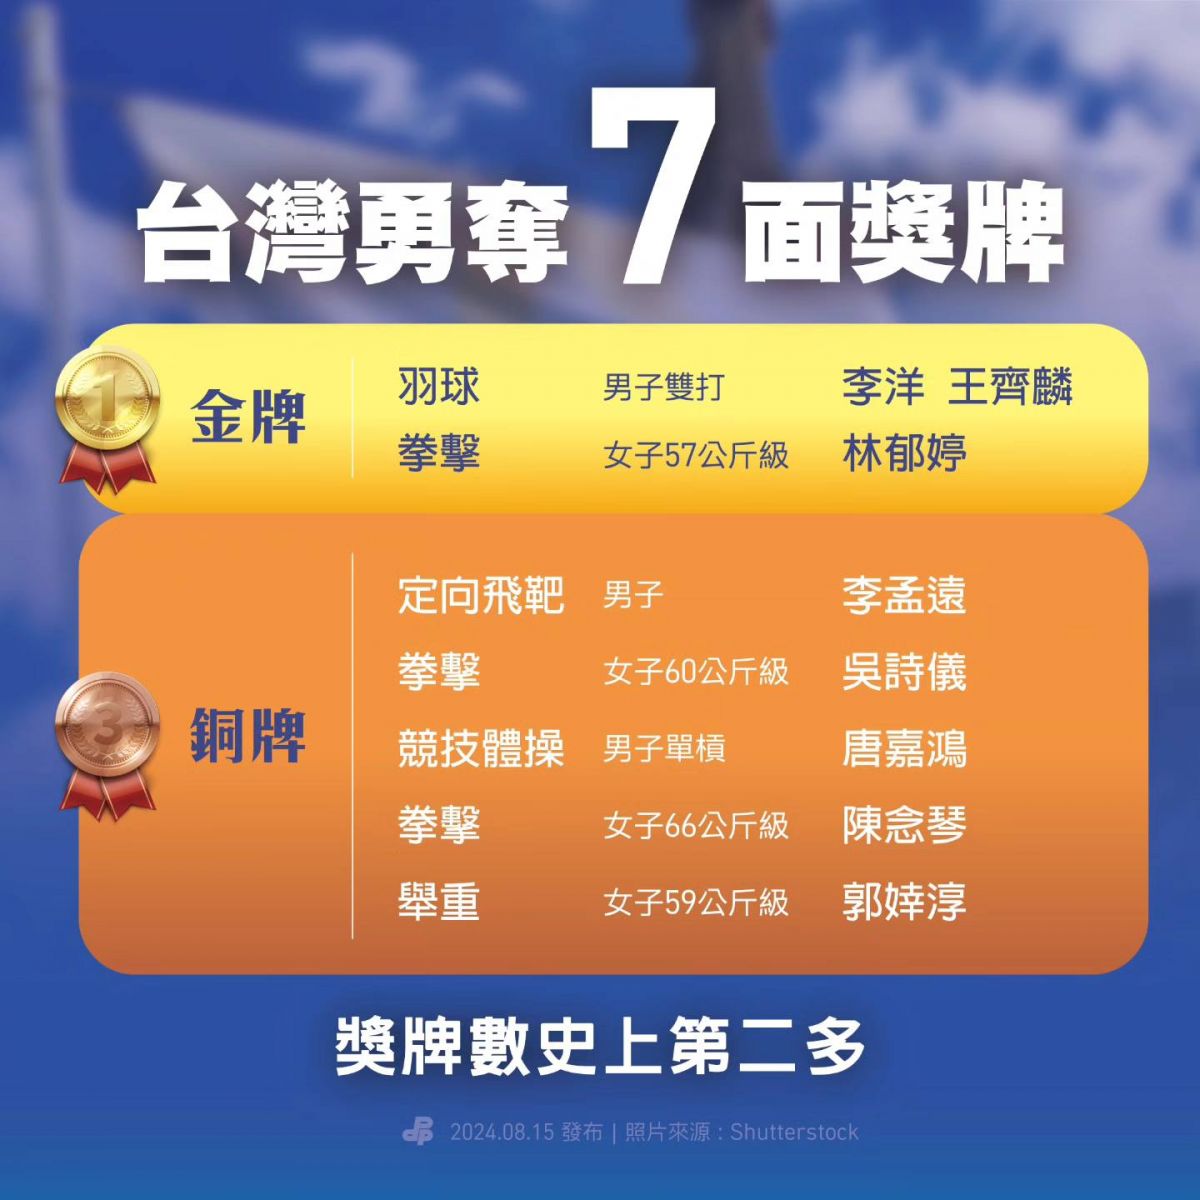 台灣勇奪7面獎牌
1
金牌
羽球 男子雙打 李洋 王齊麟
拳擊 女子57公斤級 林郁婷
3
銅牌
定向飛靶 男子 李孟遠
拳擊 女子60公斤級 吳詩儀
競技體操 男子單槓 唐嘉鴻
拳擊 女子66公斤級 陳念琴
舉重 女子59公斤級 郭婞淳
獎牌數史上第二多
2024.08.15 發布 | 照片來源 : Shutterstock